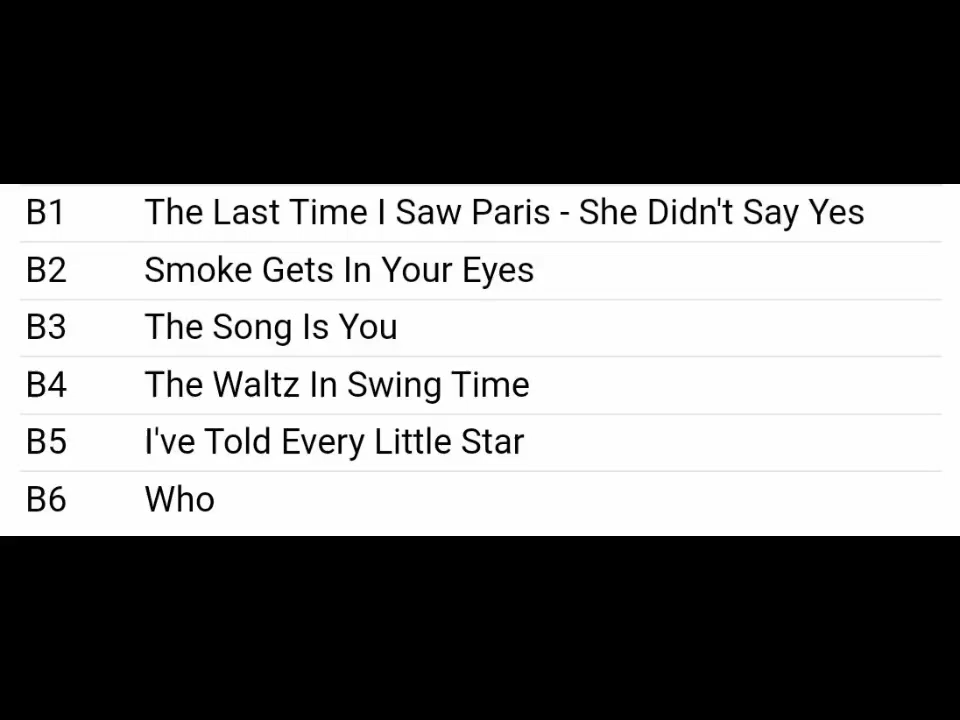 B1 The Last Time I Saw Paris - She Didn't Say Yes
B2 Smoke Gets In Your Eyes
B3 The Song Is You
B4 The Waltz In Swing Time
B5 I've Told Every Little Star
B6 Who